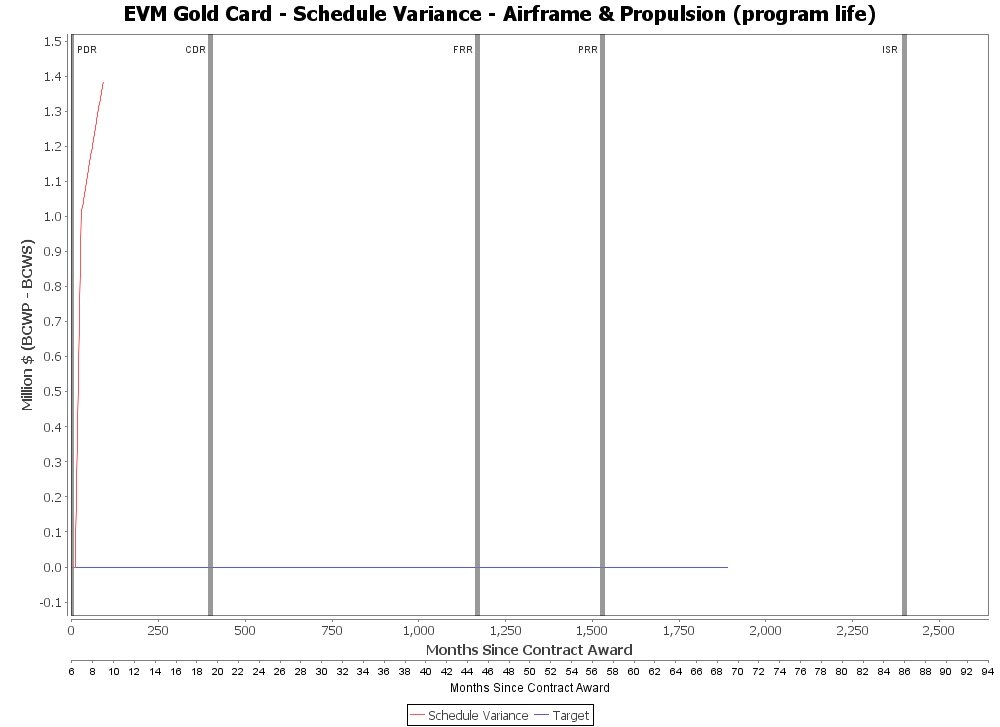 EVM Gold Card - Schedule Variance - Airframe & Propulsion (program life)
PDR CDR FRR PRR ISR
Million $ (BCWP - BCWS)
1.5
1.4
1.3
1.2
1.1
1.0
0.9
0.8
0.7
0.6
0.5
0.4
0.3
0.2
0.1
0.0
-0.1
0 250 500 750 1,000 1,250 1,500 1,750 2,000 2,250 2,500
Months Since Contract Award
6 8 10 12 14 16 18 20 22 24 26 28 30 32 34 36 38 40 42 44 46 48 50 52 54 56 58 60 62 64 66 68 70 72 74 76 78 80 82 84 86 88 90 92 94
Months Since Contract Award
Schedule Variance Target